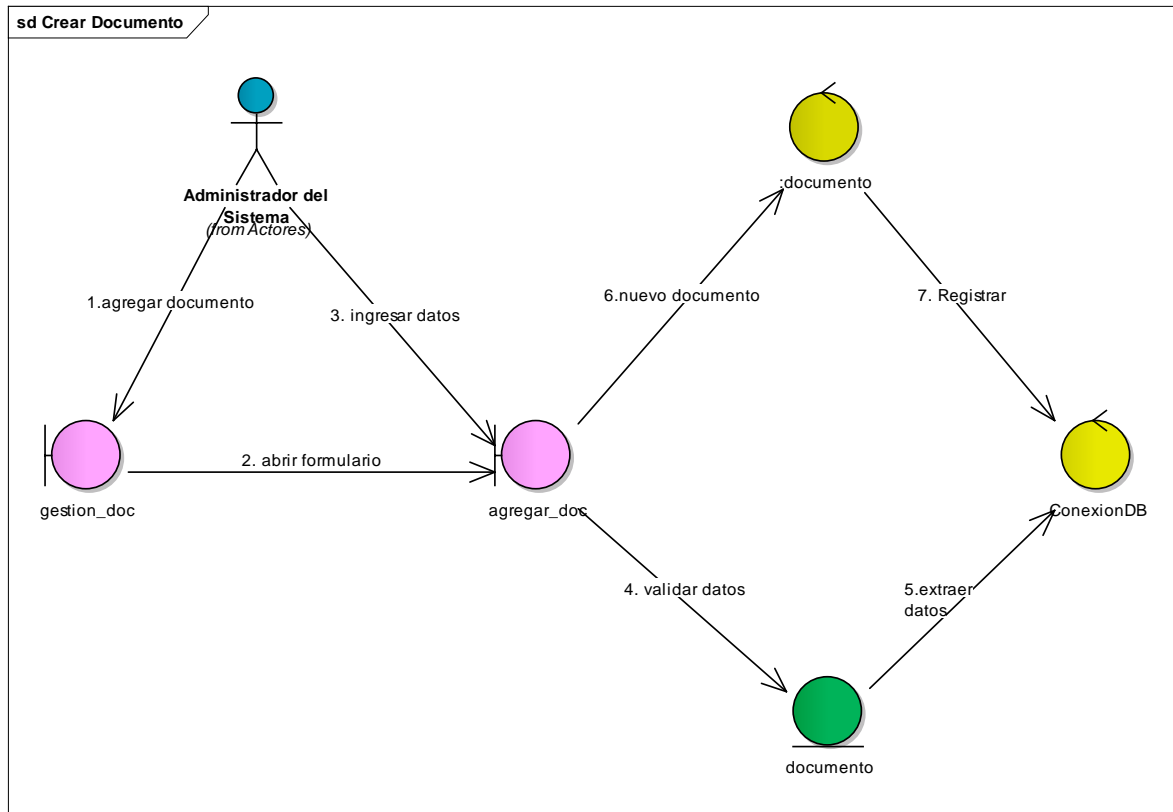 sd Crear Documento
Administrador del
Sistema
(from Actores)
:documento
1.agregar documento
3. ingresar datos
6.nuevo documento
7. Registrar
2. abrir formulario
gestion_doc
agregar_doc
ConexionDB
4. validar datos
5.extraer
datos
documento